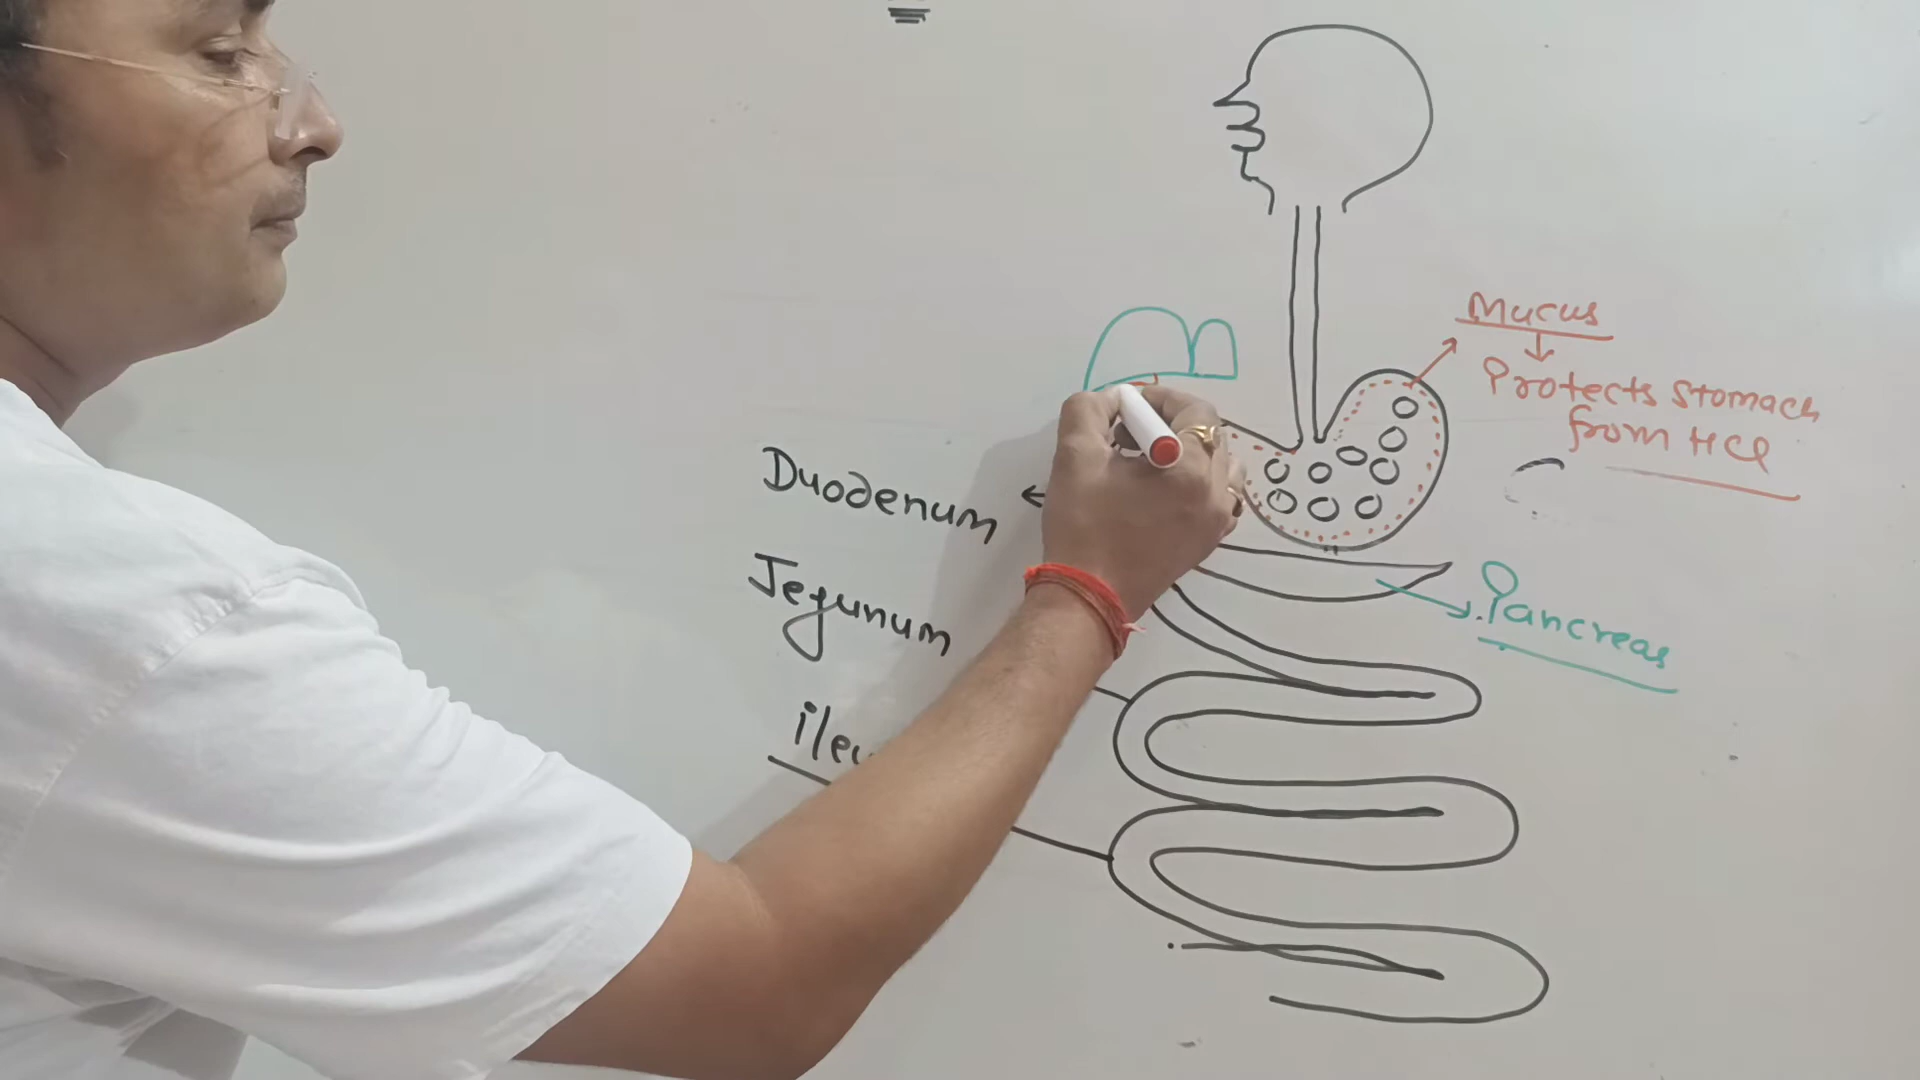 Mucus
Protects Stomach
from HCl
Duodenum
Jejunum
Pancreas